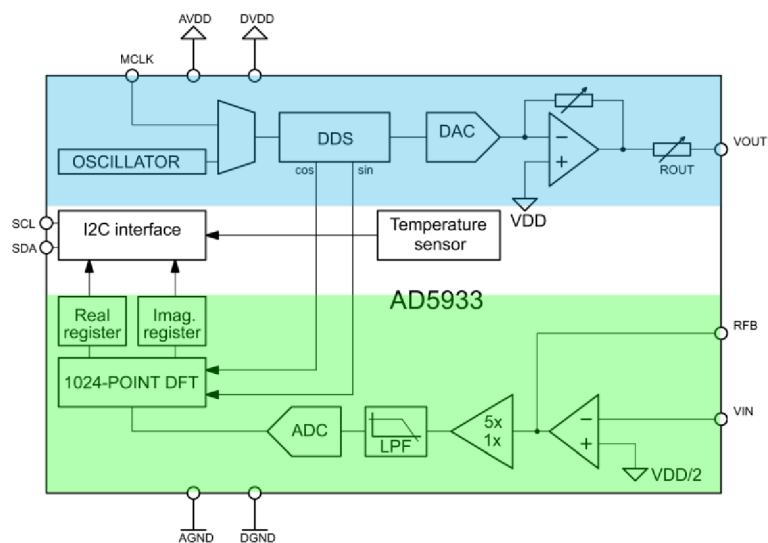 AVDD
DVDD
MCLK
DDS
DAC
OSCILLATOR
cos
sin
ROUT
VOUT
VDD
SCL
SDA
I2C interface
Temperature
sensor
AD5933
Real
register
Imag.
register
RFB
1024-POINT DFT
ADC
LPF
5x
1x
VIN
VDD/2
AGND
DGND